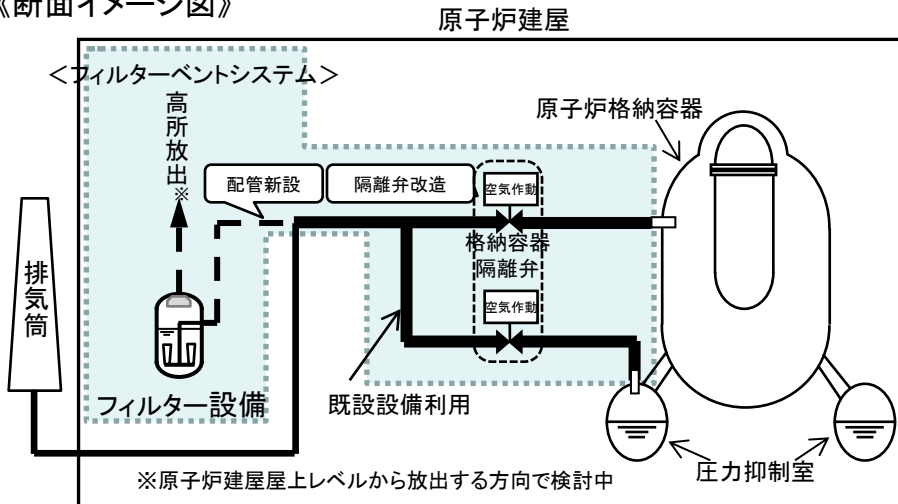 《断面イメージ図》
原子炉建屋
＜フィルターベントシステム＞
高所放出※
原子炉格納容器
配管新設
隔離弁改造
空気作動
格納容器
隔離弁
排気筒
空気作動
フィルター設備
既設設備利用
圧力抑制室
※原子炉建屋屋上レベルから放出する方向で検討中